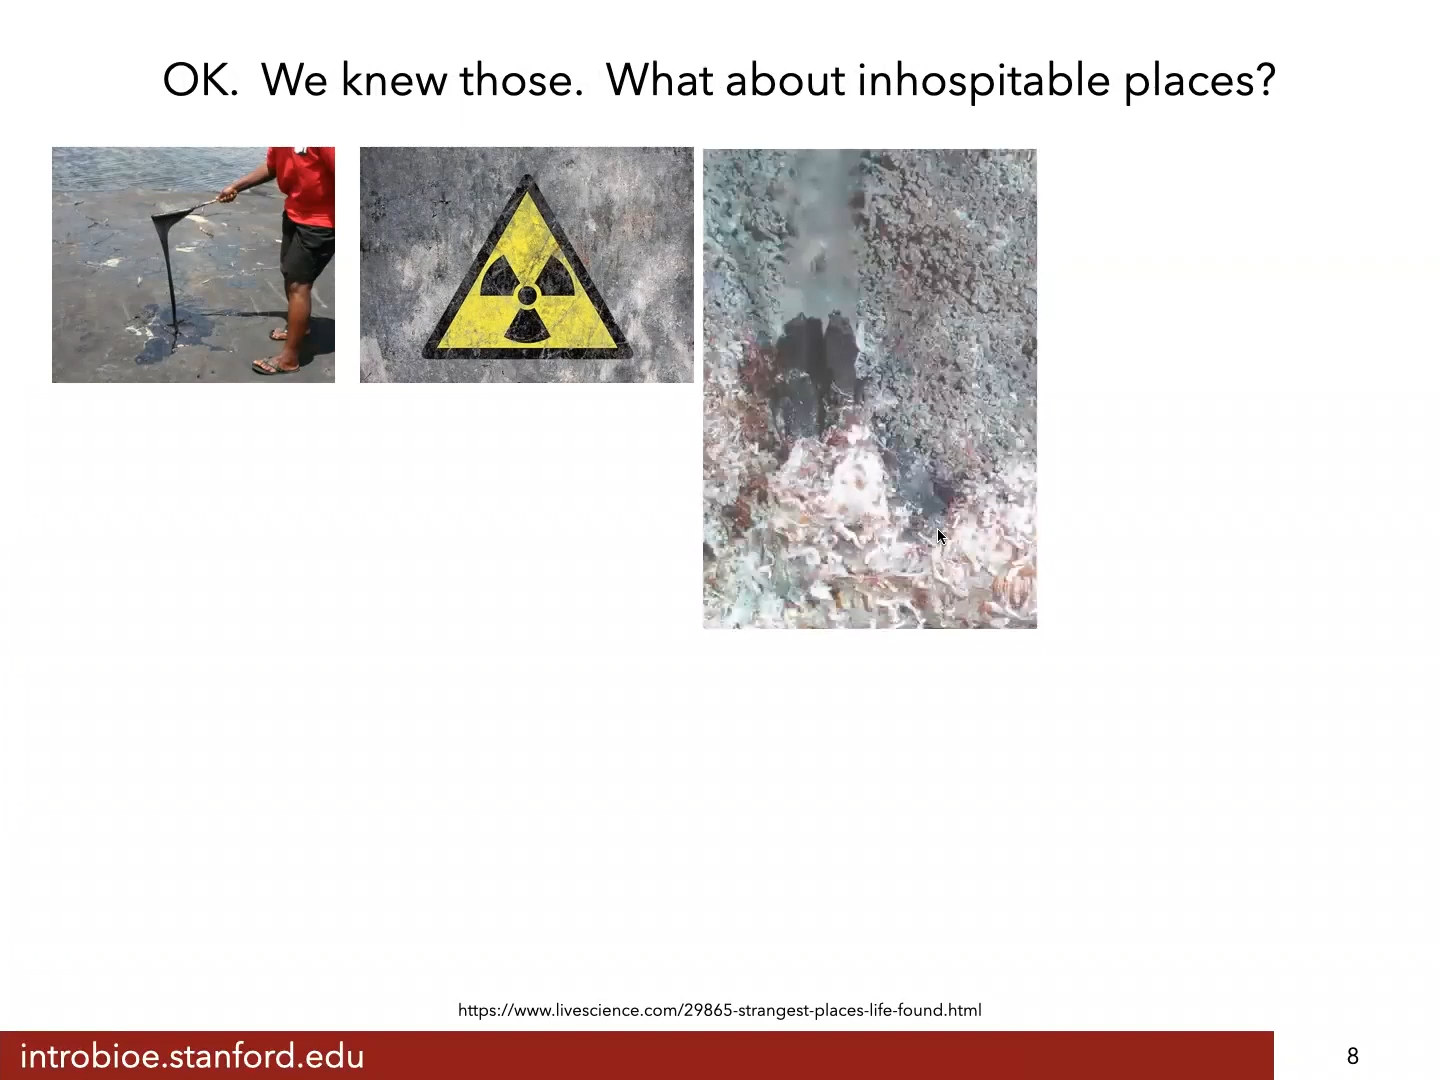 OK.  We knew those.  What about inhospitable places?
https://www.livescience.com/29865-strangest-places-life-found.html
introbioe.stanford.edu
8